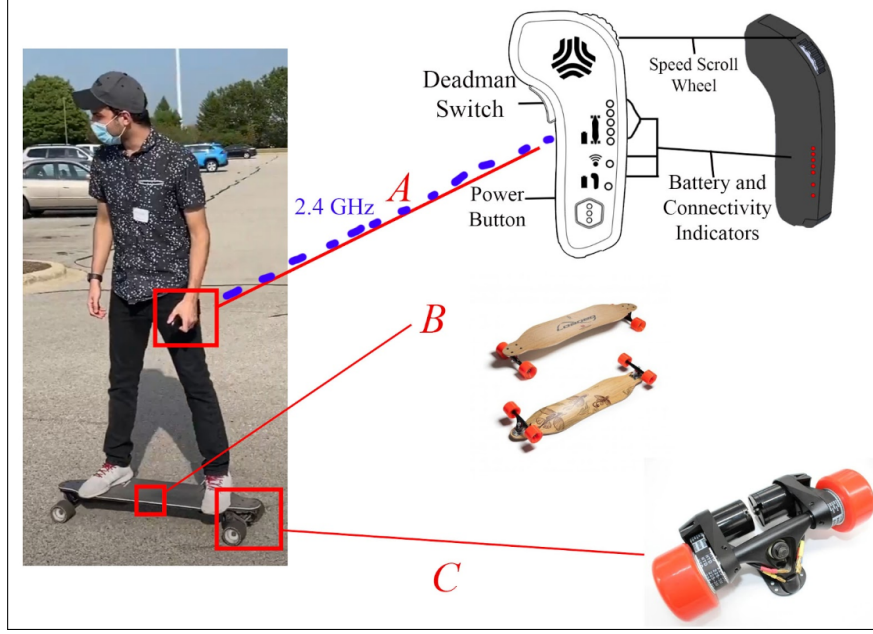 Deadman
Switch
Speed Scroll
Wheel
A
2.4 GHz
Power
Button
Battery and
Connectivity
Indicators
B
C